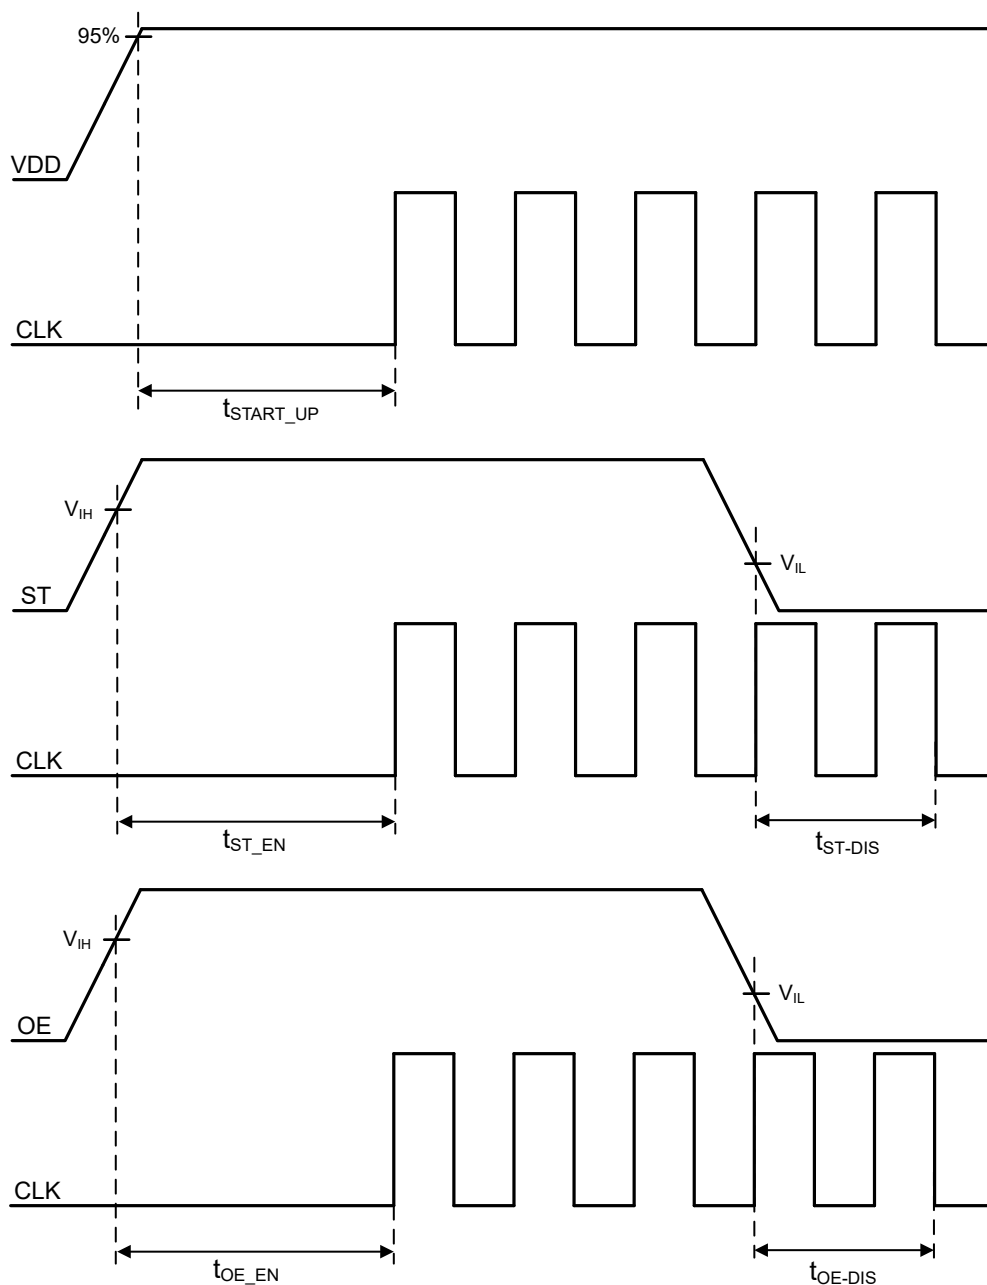 95%
VDD
CLK
tSTART_UP
VIH
VIL
ST
CLK
tST_EN
tST-DIS
VIH
VIL
OE
CLK
tOE_EN
tOE-DIS